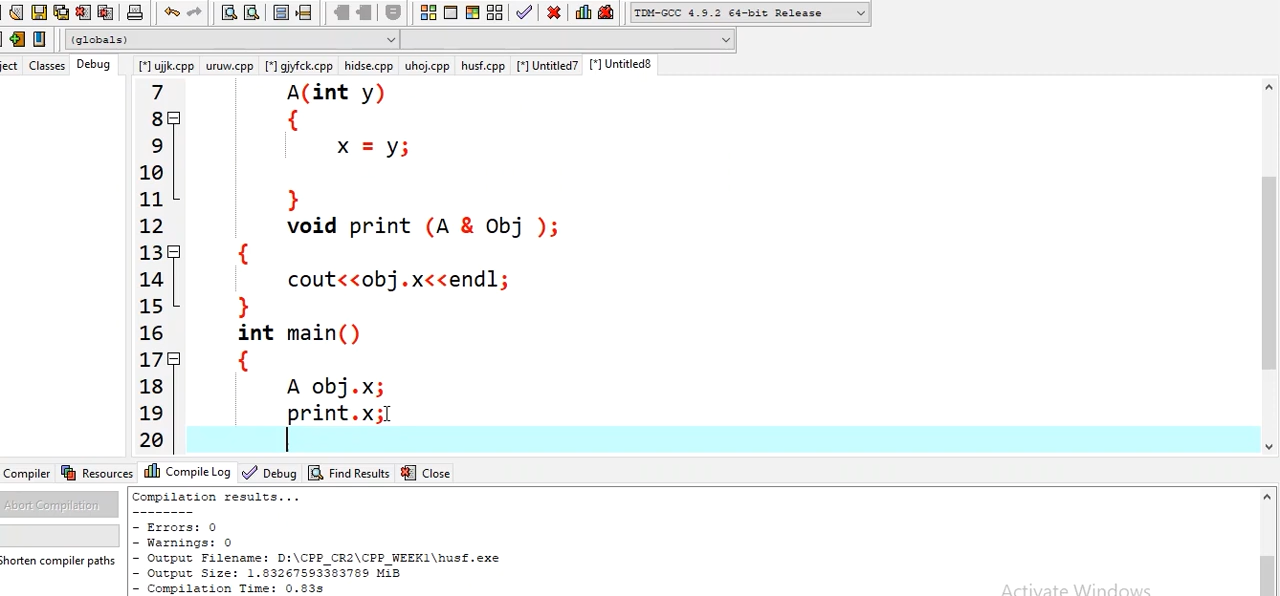 TDM-GCC 4.9.2 64-bit Release
(globals)
ject Classes Debug [*] ujjk.cpp uruw.cpp [*] gjyfck.cpp hidse.cpp uhoj.cpp husf.cpp [*] Untitled7 [*] Untitled8
7 A(int y)
8 {
9 x = y;
10
11 }
12 void print (A & Obj );
13 {
14 cout<<obj.x<<endl;
15 }
16 int main()
17 {
18 A obj.x;
19 print.x;
20
Compiler Resources Compile Log Debug Find Results Close
Abort Compilation
Shorten compiler paths
Compilation results...
--------
- Errors: 0
- Warnings: 0
- Output Filename: D:\CPP_CR2\CPP_WEEK1\husf.exe
- Output Size: 1.83267593383789 MiB
- Compilation Time: 0.83s
Activate Windows